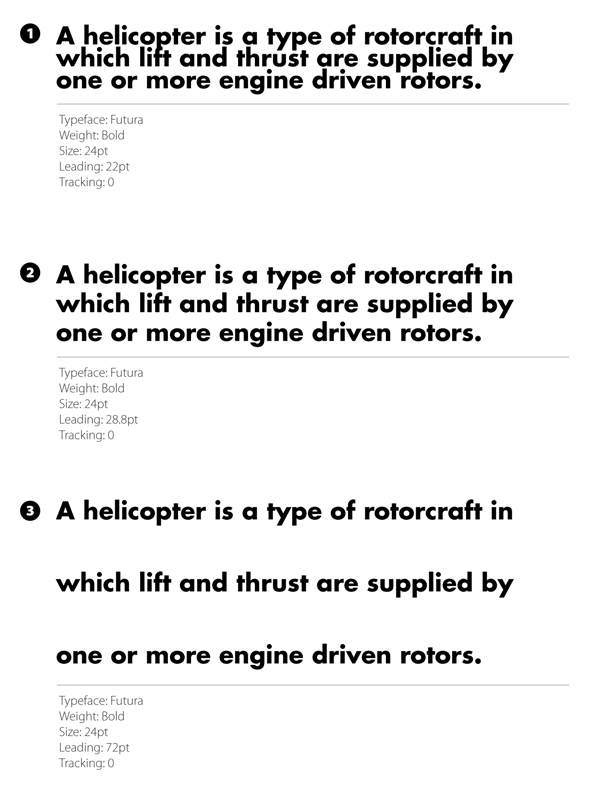 1 A helicopter is a type of rotorcraft in
which lift and thrust are supplied by
one or more engine driven rotors.
Typeface: Futura
Weight: Bold
Size: 24pt
Leading: 22pt
Tracking: 0
2 A helicopter is a type of rotorcraft in
which lift and thrust are supplied by
one or more engine driven rotors.
Typeface: Futura
Weight: Bold
Size: 24pt
Leading: 28.8pt
Tracking: 0
3 A helicopter is a type of rotorcraft in
which lift and thrust are supplied by
one or more engine driven rotors.
Typeface: Futura
Weight: Bold
Size: 24pt
Leading: 72pt
Tracking: 0